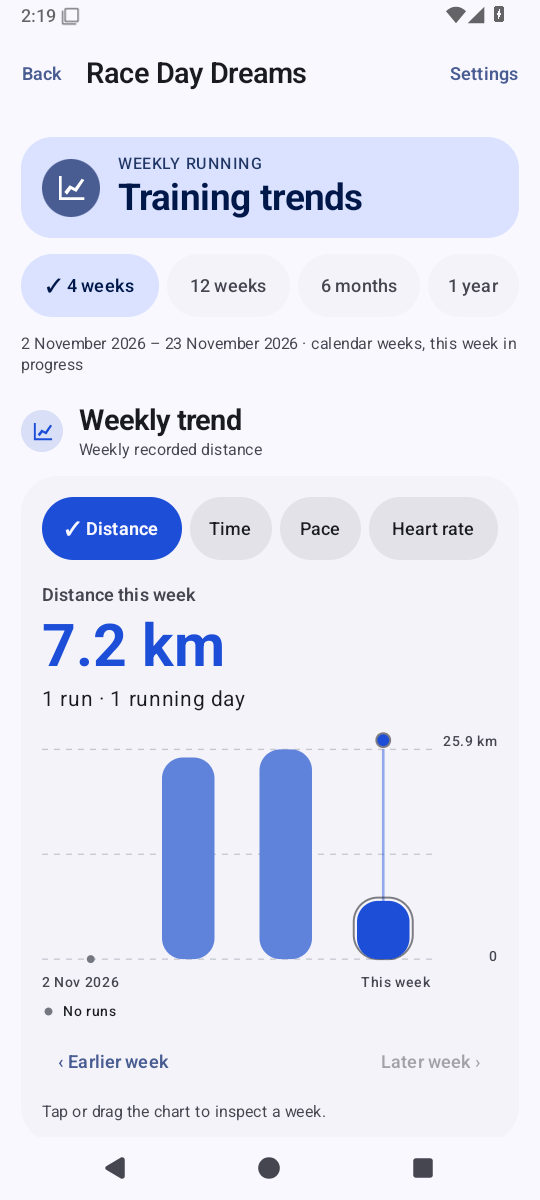 2:19
Back Race Day Dreams Settings
WEEKLY RUNNING
Training trends
✓ 4 weeks 12 weeks 6 months 1 year
2 November 2026 – 23 November 2026 · calendar weeks, this week in
progress
Weekly trend
Weekly recorded distance
✓ Distance Time Pace Heart rate
Distance this week
7.2 km
1 run · 1 running day
25.9 km
0
2 Nov 2026 This week
No runs
‹ Earlier week Later week ›
Tap or drag the chart to inspect a week.